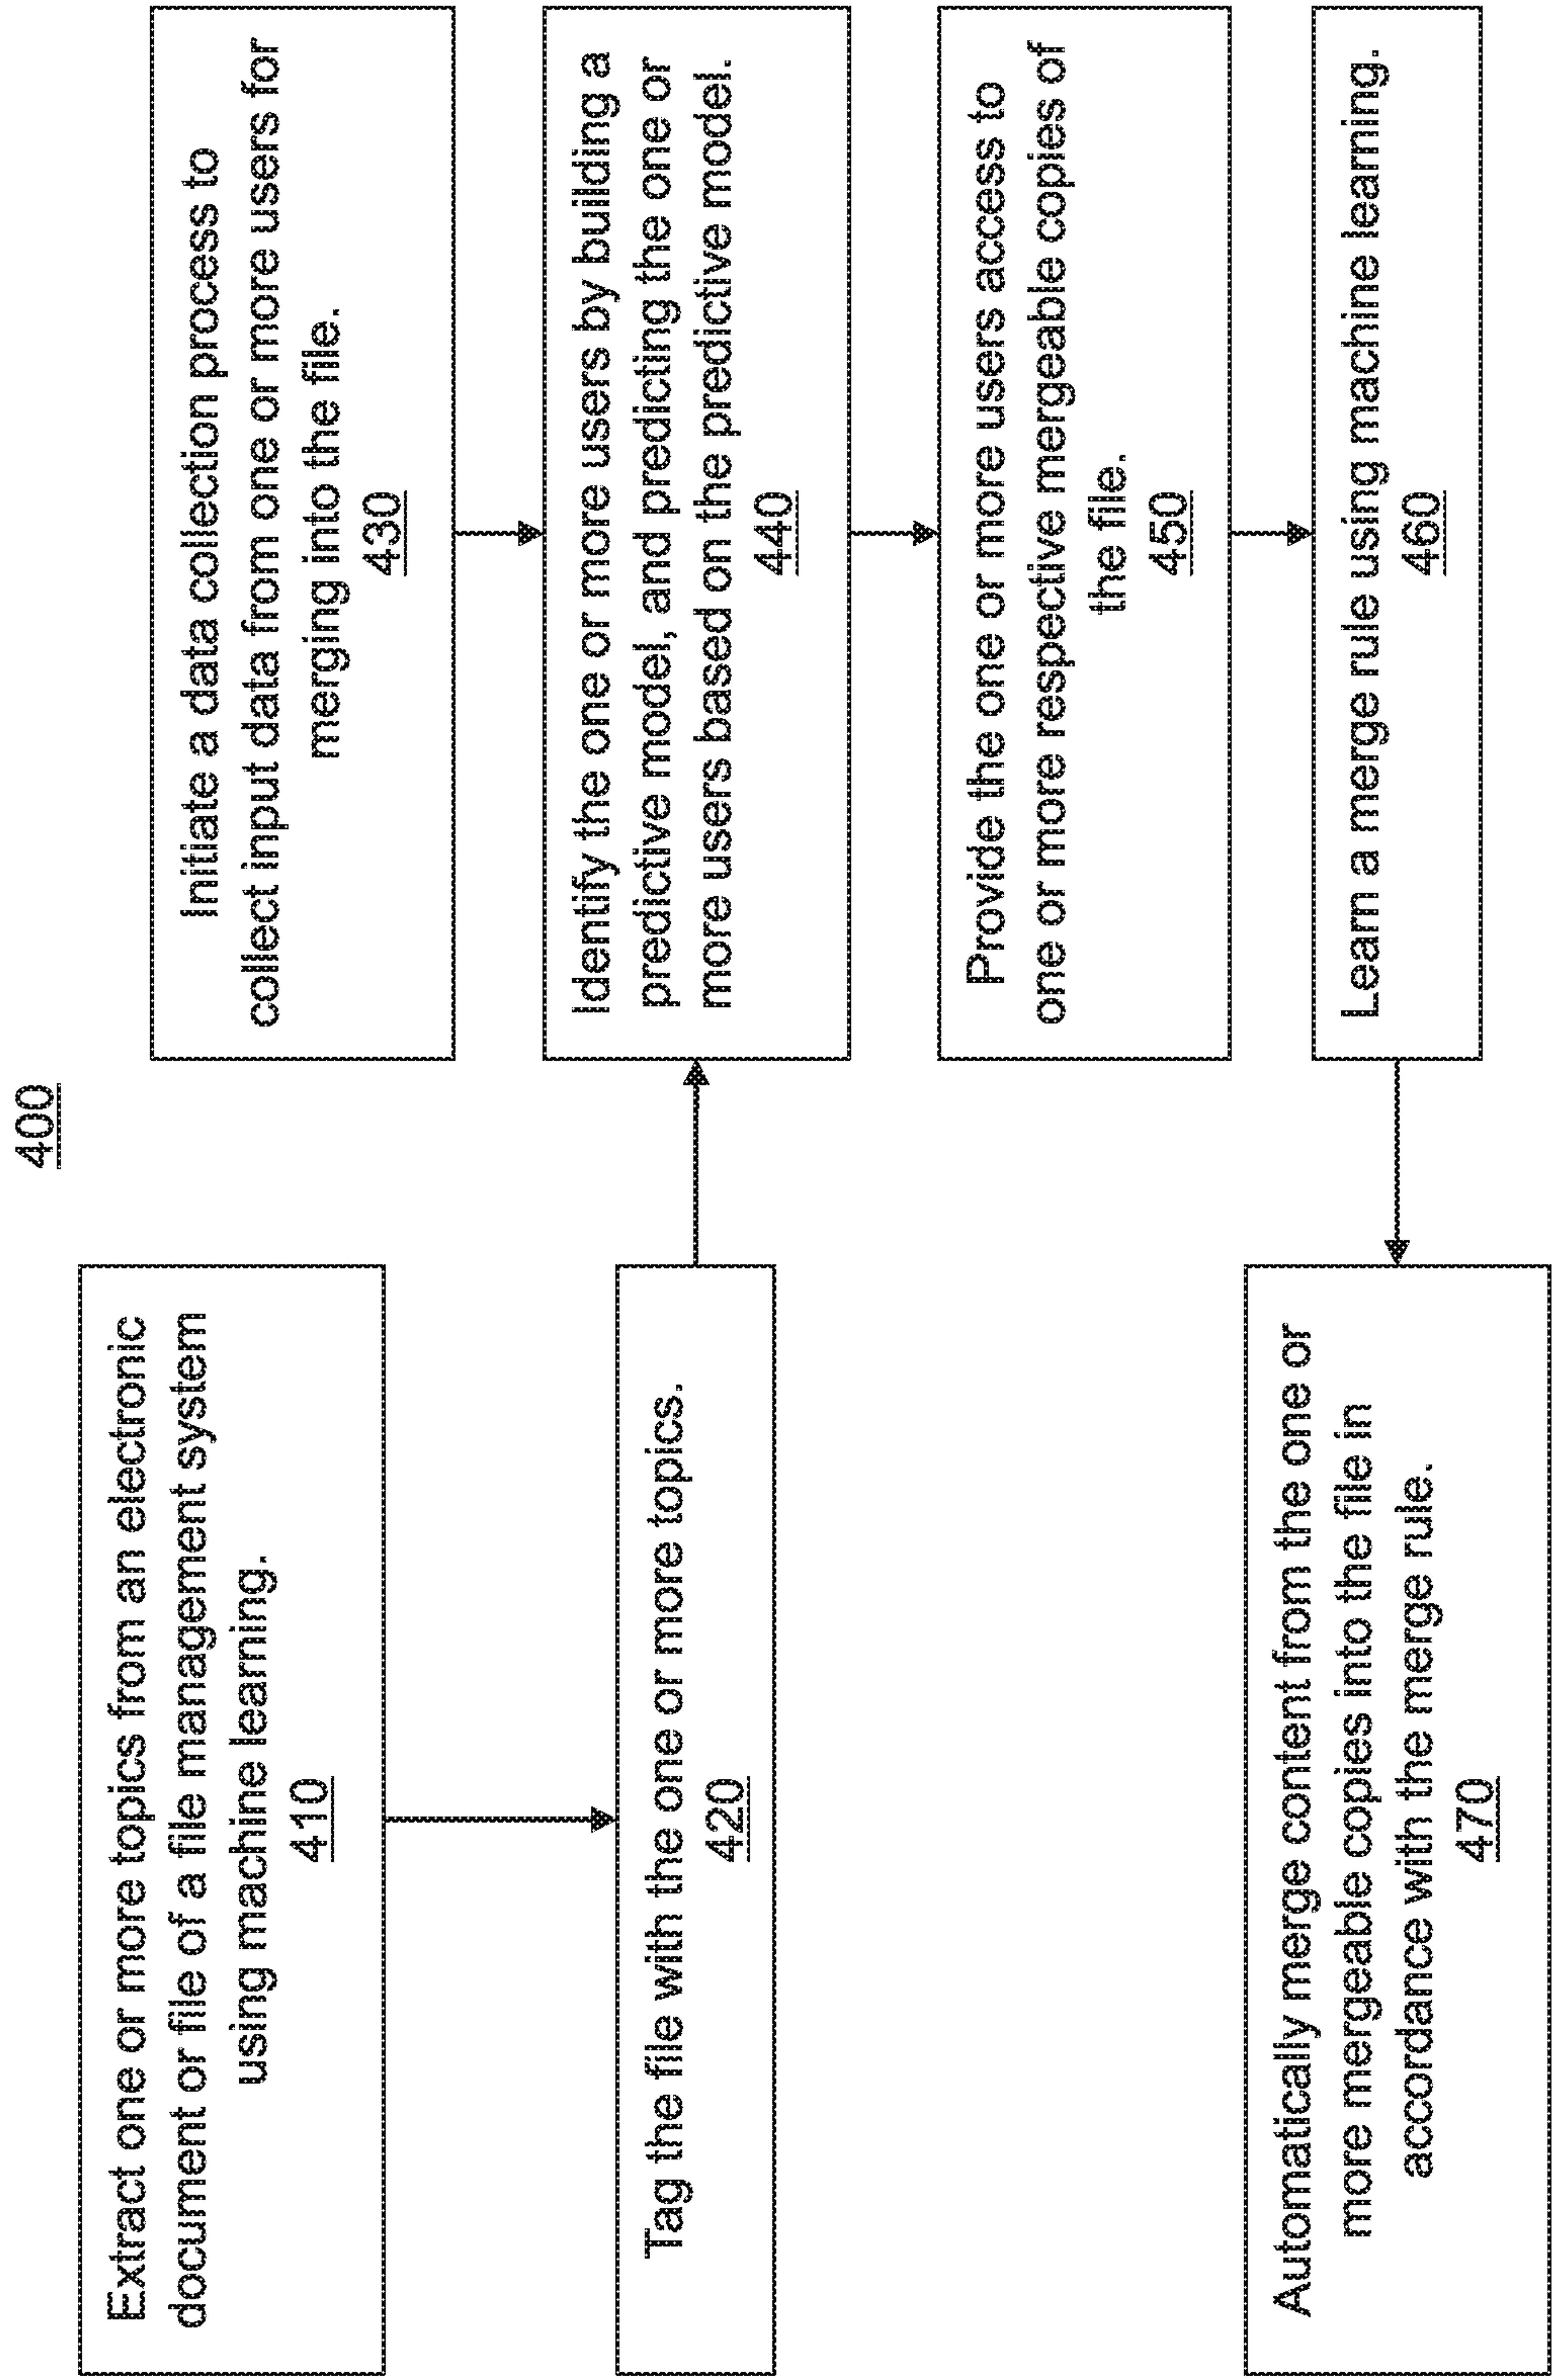 400
Extract one or more topics from an electronic
document or file of a file management system
using machine learning.
410
Tag the file with the one or more topics.
420
Initiate a data collection process to
collect input data from one or more users for
merging into the file.
430
Identify the one or more users by building a
predictive model, and predicting the one or
more users based on the predictive model.
440
Provide the one or more users access to
one or more respective mergeable copies of
the file.
450
Learn a merge rule using machine learning.
460
Automatically merge content from the one or
more mergeable copies into the file in
accordance with the merge rule.
470